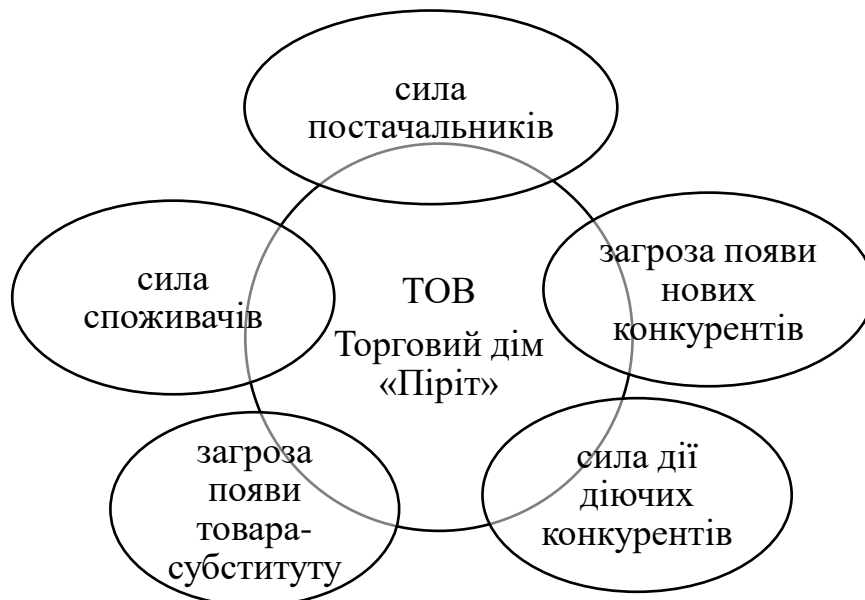 сила
постачальників
загроза появи
нових
конкурентів
сила
споживачів
ТОВ
Торговий дім
«Піріт»
загроза
появи
товара-
субституту
сила дії
діючих
конкурентів